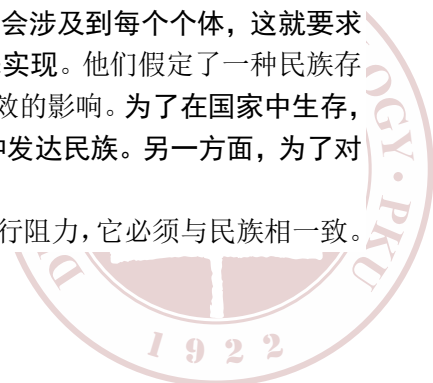 会涉及到每个个体，这就要求
实现。他们假定了一种民族存
效的影响。为了在国家中生存，
中发达民族。另一方面，为了对
行阻力，它必须与民族相一致。
OGY · PKU
1922